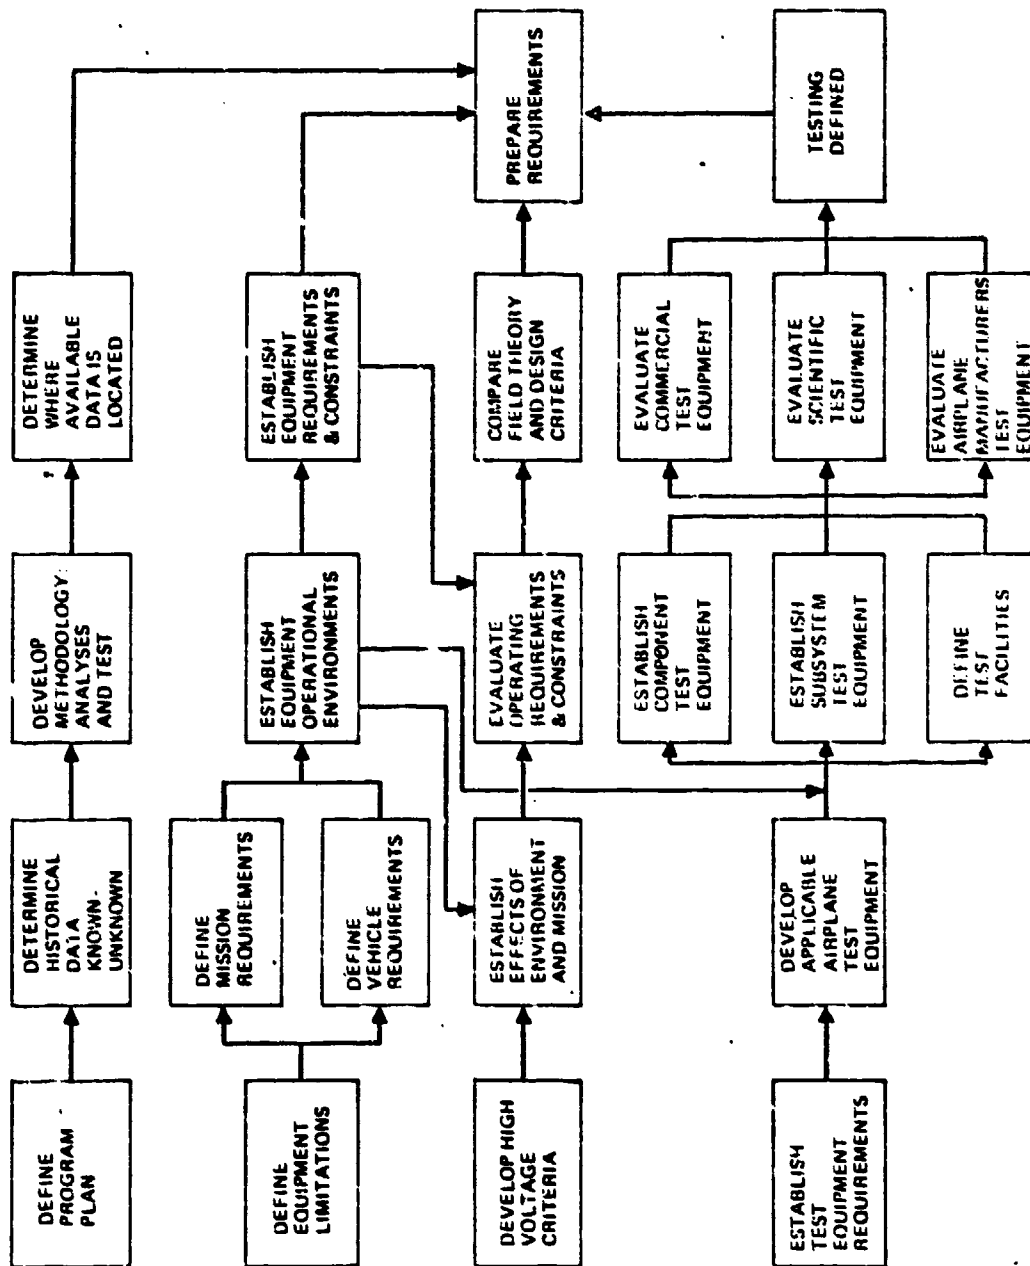 DEFINE
PROGRAM
PLAN
DETERMINE
HISTORICAL
DATA
KNOWN-
UNKNOWN
DEVELOP
METHODOLOGY:
ANALYSES
AND TEST
DETERMINE
WHERE
AVAILABLE
DATA IS
LOCATED
DEFINE
EQUIPMENT
LIMITATIONS
DEFINE
MISSION
REQUIREMENTS
DEFINE
VEHICLE
REQUIREMENTS
ESTABLISH
EQUIPMENT
OPERATIONAL
ENVIRONMENTS
ESTABLISH
EQUIPMENT
REQUIREMENTS
& CONSTRAINTS
DEVELOP HIGH
VOLTAGE
CRITERIA
ESTABLISH
EFFECTS OF
ENVIRONMENT
AND MISSION
EVALUATE
OPERATING
REQUIREMENTS
& CONSTRAINTS
COMPARE
FIELD THEORY
AND DESIGN
CRITERIA
PREPARE
REQUIREMENTS
ESTABLISH
TEST
EQUIPMENT
REQUIREMENTS
DEVELOP
APPLICABLE
AIRPLANE
TEST
EQUIPMENT
ESTABLISH
COMPONENT
TEST
EQUIPMENT
ESTABLISH
SUBSYSTEM
TEST
EQUIPMENT
DEFINE
TEST
FACILITIES
EVALUATE
COMMERCIAL
TEST
EQUIPMENT
EVALUATE
SCIENTIFIC
TEST
EQUIPMENT
EVALUATE
AIRPLANE
MANUFACTURERS
TEST
EQUIPMENT
TESTING
DEFINED